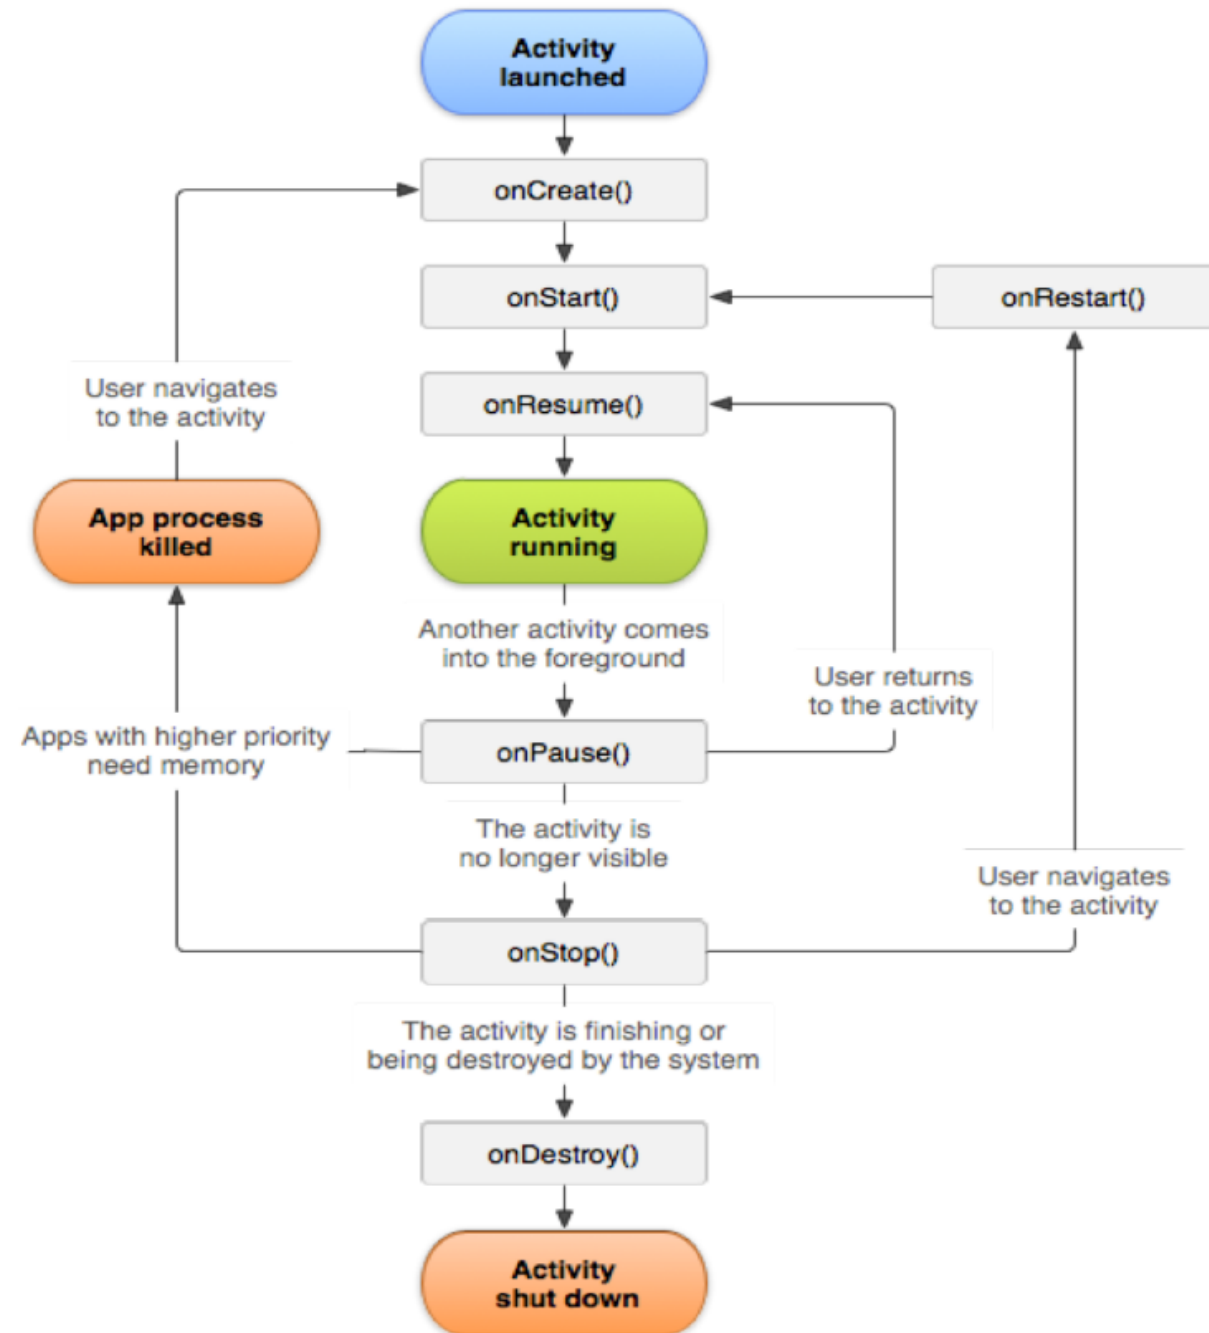 Activity
launched
onCreate()
onStart()
onRestart()
onResume()
User navigates
to the activity
App process
killed
Activity
running
Another activity comes
into the foreground
User returns
to the activity
Apps with higher priority
need memory
onPause()
The activity is
no longer visible
User navigates
to the activity
onStop()
The activity is finishing or
being destroyed by the system
onDestroy()
Activity
shut down